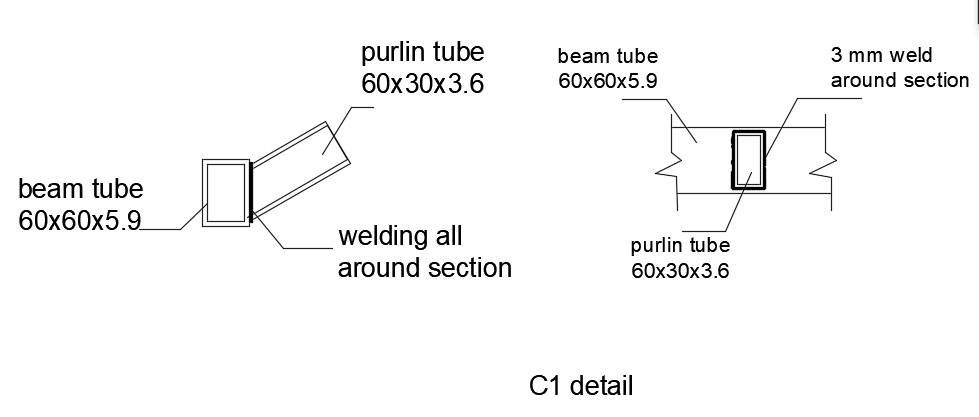 purlin tube
60x30x3.6
beam tube
60x60x5.9
welding all
around section
beam tube
60x60x5.9
3 mm weld
around section
purlin tube
60x30x3.6
C1 detail